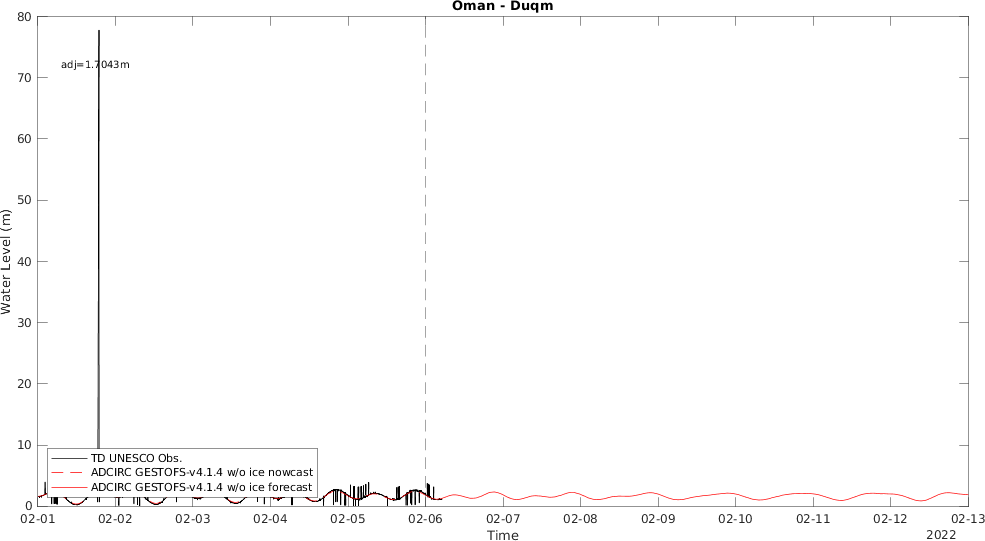 Oman - Duqm
80
70
60
50
40
30
20
10
0
Water Level (m)
adj=1.7043m
TD UNESCO Obs.
ADCIRC GESTOFS-v4.1.4 w/o ice nowcast
ADCIRC GESTOFS-v4.1.4 w/o ice forecast
02-01 02-02 02-03 02-04 02-05 02-06 02-07 02-08 02-09 02-10 02-11 02-12 02-13
Time
2022